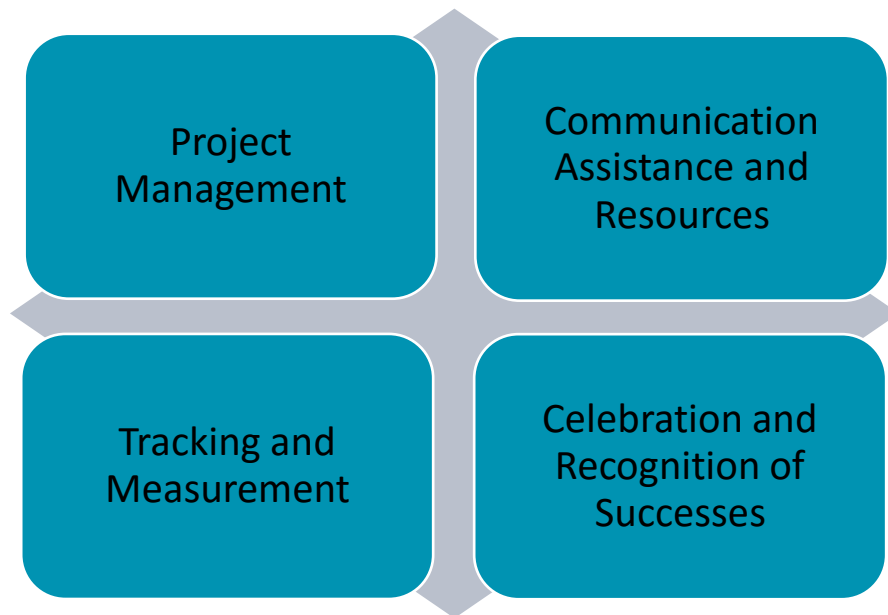 Project
Management
Communication
Assistance and
Resources
Tracking and
Measurement
Celebration and
Recognition of
Successes